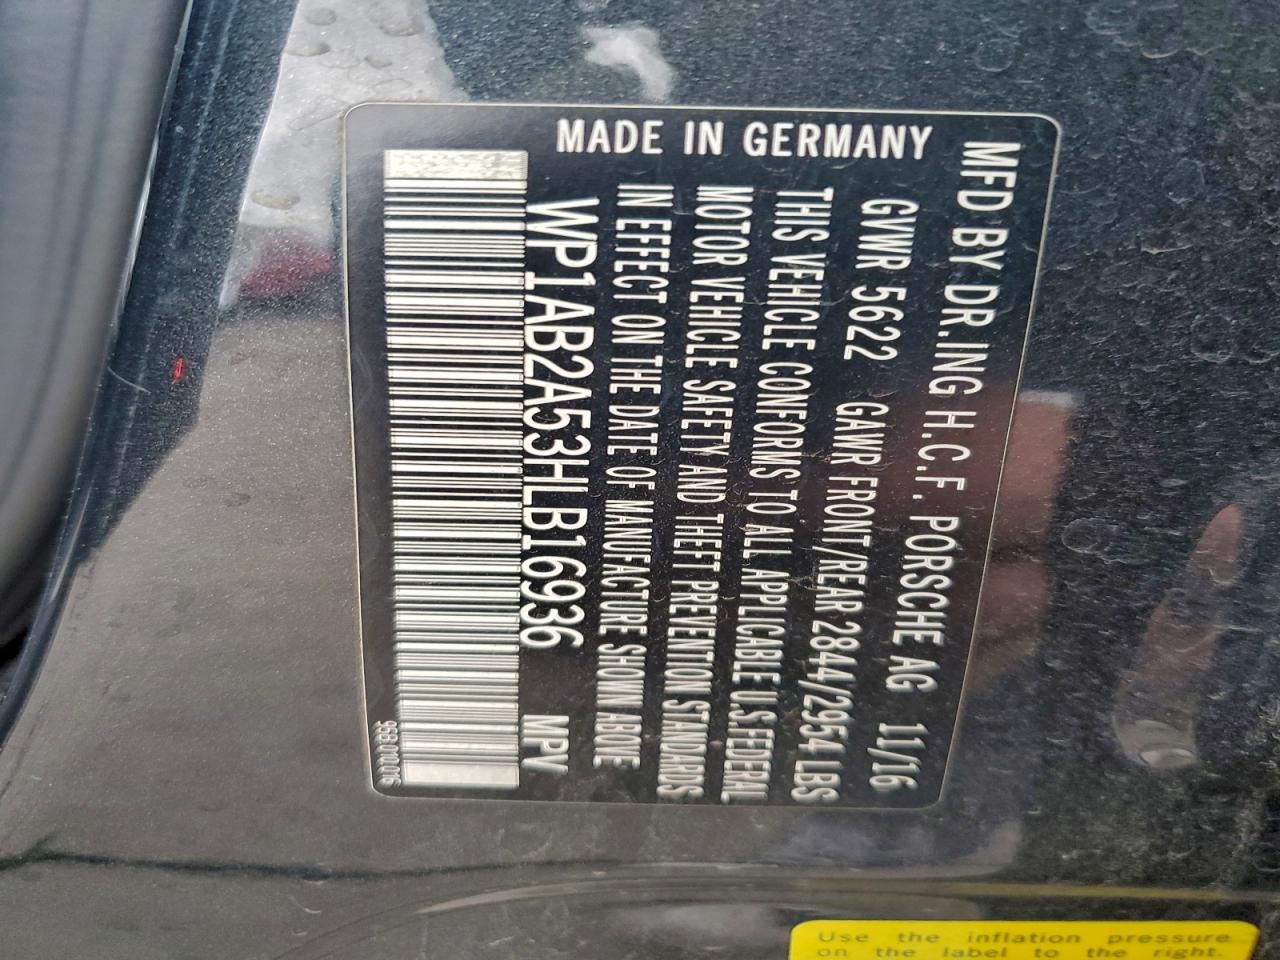 MADE IN GERMANY
MFD BY DR.ING H.C.F. PORSCHE AG 11/16
GVWR 5622 GAWR FRONT/REAR 2844/2954 LBS
THIS VEHICLE CONFORMS TO ALL APPLICABLE U.S.FEDERAL
MOTOR VEHICLE SAFETY AND THEFT PREVENTION STANDARDS
IN EFFECT ON THE DATE OF MANUFACTURE SHOWN ABOVE
WP1AB2A53HLB16936 MPV
Use the inflation pressure
on the label to the right.